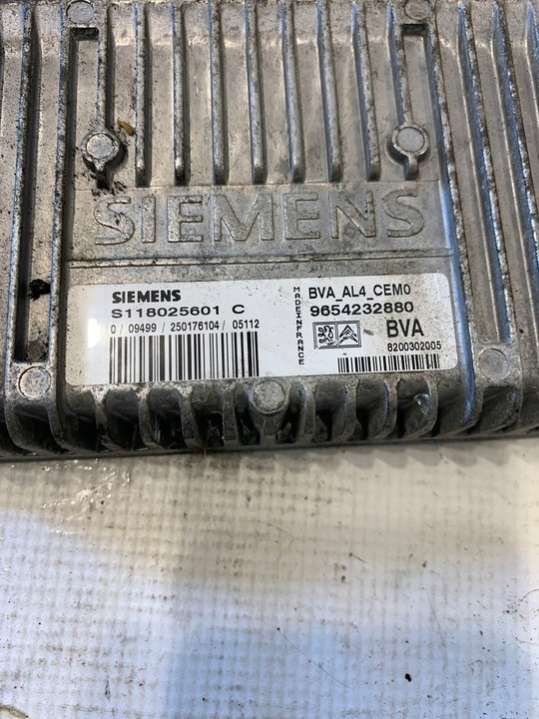 SIEMENS
SIEMENS
S118025601 C
0 / 09499 / 250176104 / 05112
MADE IN FRANCE
BVA_AL4_CEM0
9654232880
BVA
8200302005